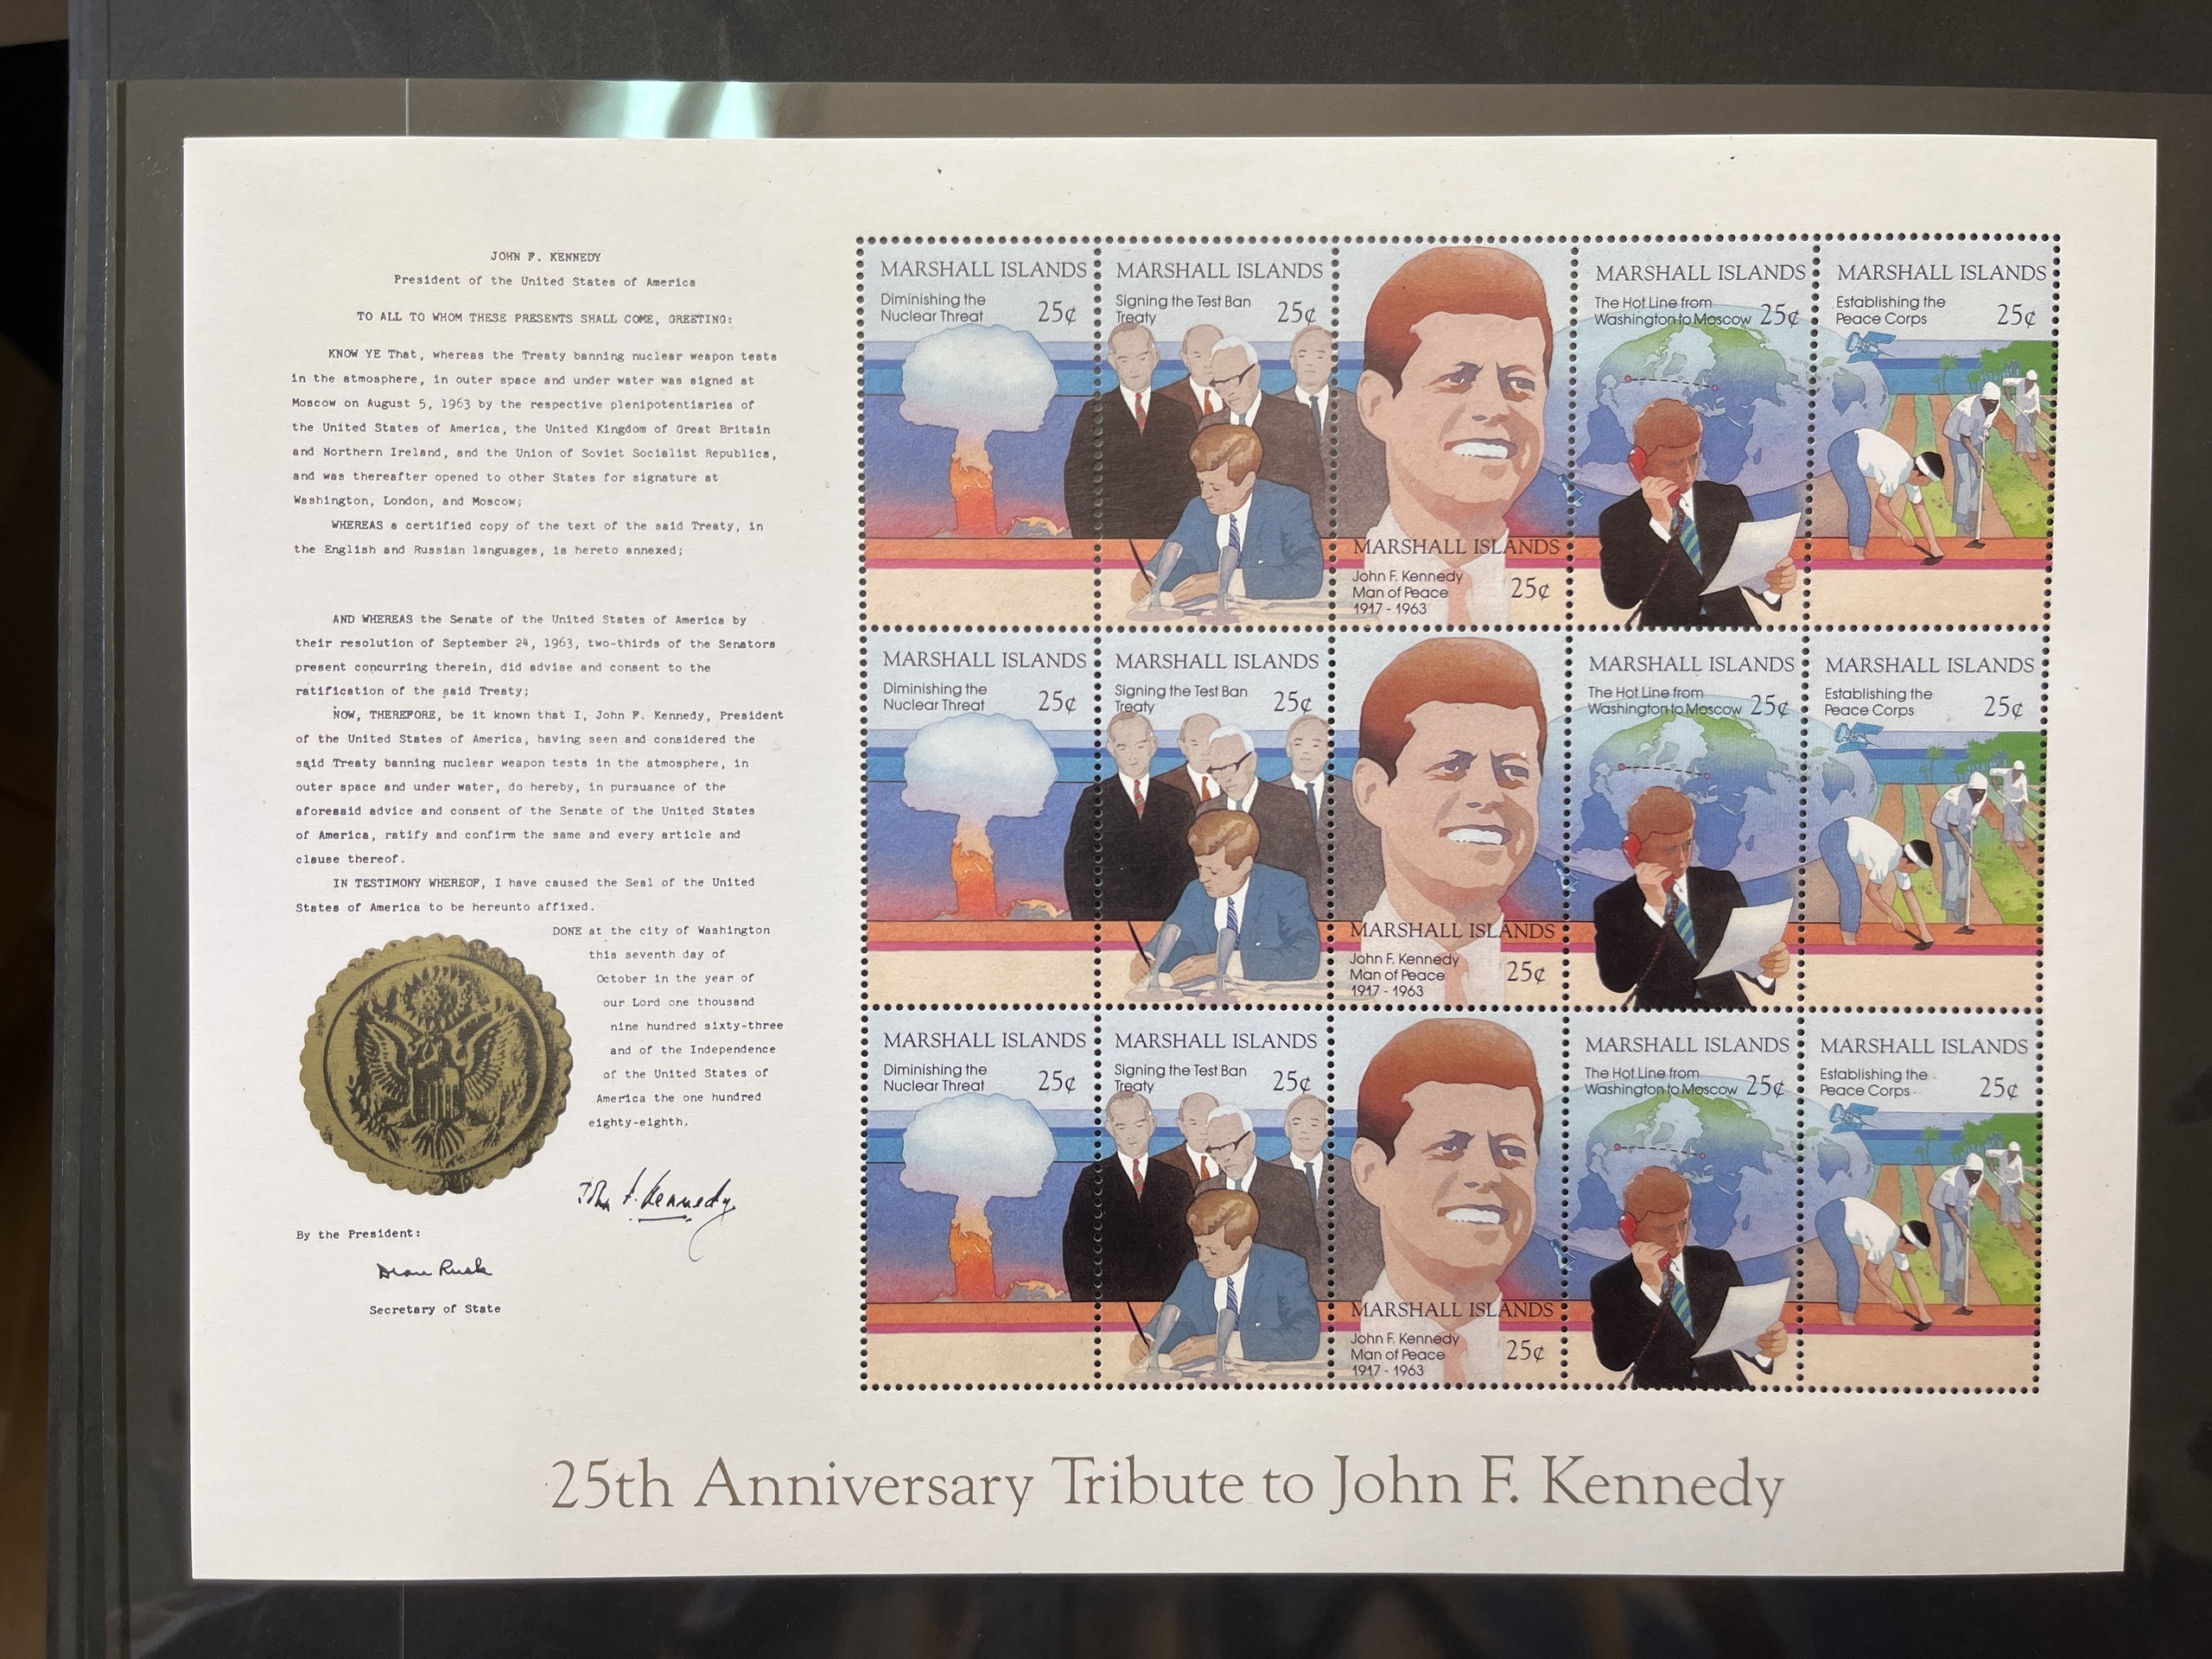 JOHN F. KENNEDY
President of the United States of America
TO ALL TO WHOM THESE PRESENTS SHALL COME, GREETING:
KNOW YE That, whereas the Treaty banning nuclear weapon tests
in the atmosphere, in outer space and under water was signed at
Moscow on August 5, 1963 by the respective plenipotentiaries of
the United States of America, the United Kingdom of Great Britain
and Northern Ireland, and the Union of Soviet Socialist Republics,
and was thereafter opened to other States for signature at
Washington, London, and Moscow;
WHEREAS a certified copy of the text of the said Treaty, in
the English and Russian languages, is hereto annexed;
AND WHEREAS the Senate of the United States of America by
their resolution of September 24, 1963, two-thirds of the Senators
present concurring therein, did advise and consent to the
ratification of the said Treaty;
NOW, THEREFORE, be it known that I, John F. Kennedy, President
of the United States of America, having seen and considered the
said Treaty banning nuclear weapon tests in the atmosphere, in
outer space and under water, do hereby, in pursuance of the
aforesaid advice and consent of the Senate of the United States
of America, ratify and confirm the same and every article and
clause thereof.
IN TESTIMONY WHEREOF, I have caused the Seal of the United
States of America to be hereunto affixed.
DONE at the city of Washington
this seventh day of
October in the year of
our Lord one thousand
nine hundred sixty-three
and of the Independence
of the United States of
America the one hundred
eighty-eighth.
John F. Kennedy
By the President:
Dean Rusk
Secretary of State
MARSHALL ISLANDS
Diminishing the
Nuclear Threat 25¢
MARSHALL ISLANDS
Signing the Test Ban
Treaty 25¢
MARSHALL ISLANDS
John F. Kennedy
Man of Peace 25¢
1917 - 1963
MARSHALL ISLANDS
The Hot Line from
Washington to Moscow 25¢
MARSHALL ISLANDS
Establishing the
Peace Corps 25¢
MARSHALL ISLANDS
Diminishing the
Nuclear Threat 25¢
MARSHALL ISLANDS
Signing the Test Ban
Treaty 25¢
MARSHALL ISLANDS
John F. Kennedy
Man of Peace 25¢
1917 - 1963
MARSHALL ISLANDS
The Hot Line from
Washington to Moscow 25¢
MARSHALL ISLANDS
Establishing the
Peace Corps 25¢
MARSHALL ISLANDS
Diminishing the
Nuclear Threat 25¢
MARSHALL ISLANDS
Signing the Test Ban
Treaty 25¢
MARSHALL ISLANDS
John F. Kennedy
Man of Peace 25¢
1917 - 1963
MARSHALL ISLANDS
The Hot Line from
Washington to Moscow 25¢
MARSHALL ISLANDS
Establishing the
Peace Corps 25¢
25th Anniversary Tribute to John F. Kennedy